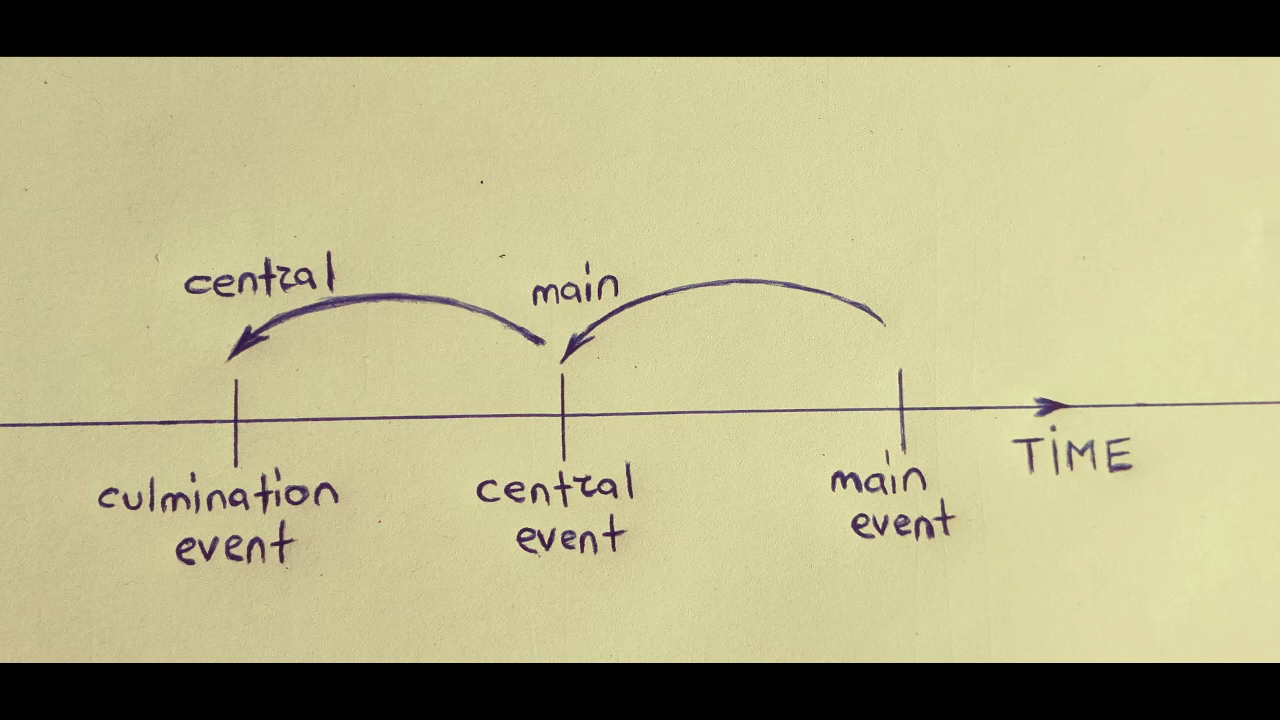 central
main
culmination
event
central
event
main
event
TIME